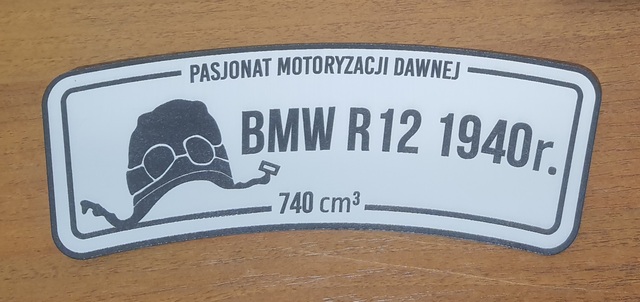 PASJONAT MOTORYZACJI DAWNEJ
BMW R12 1940r.
740 cm³